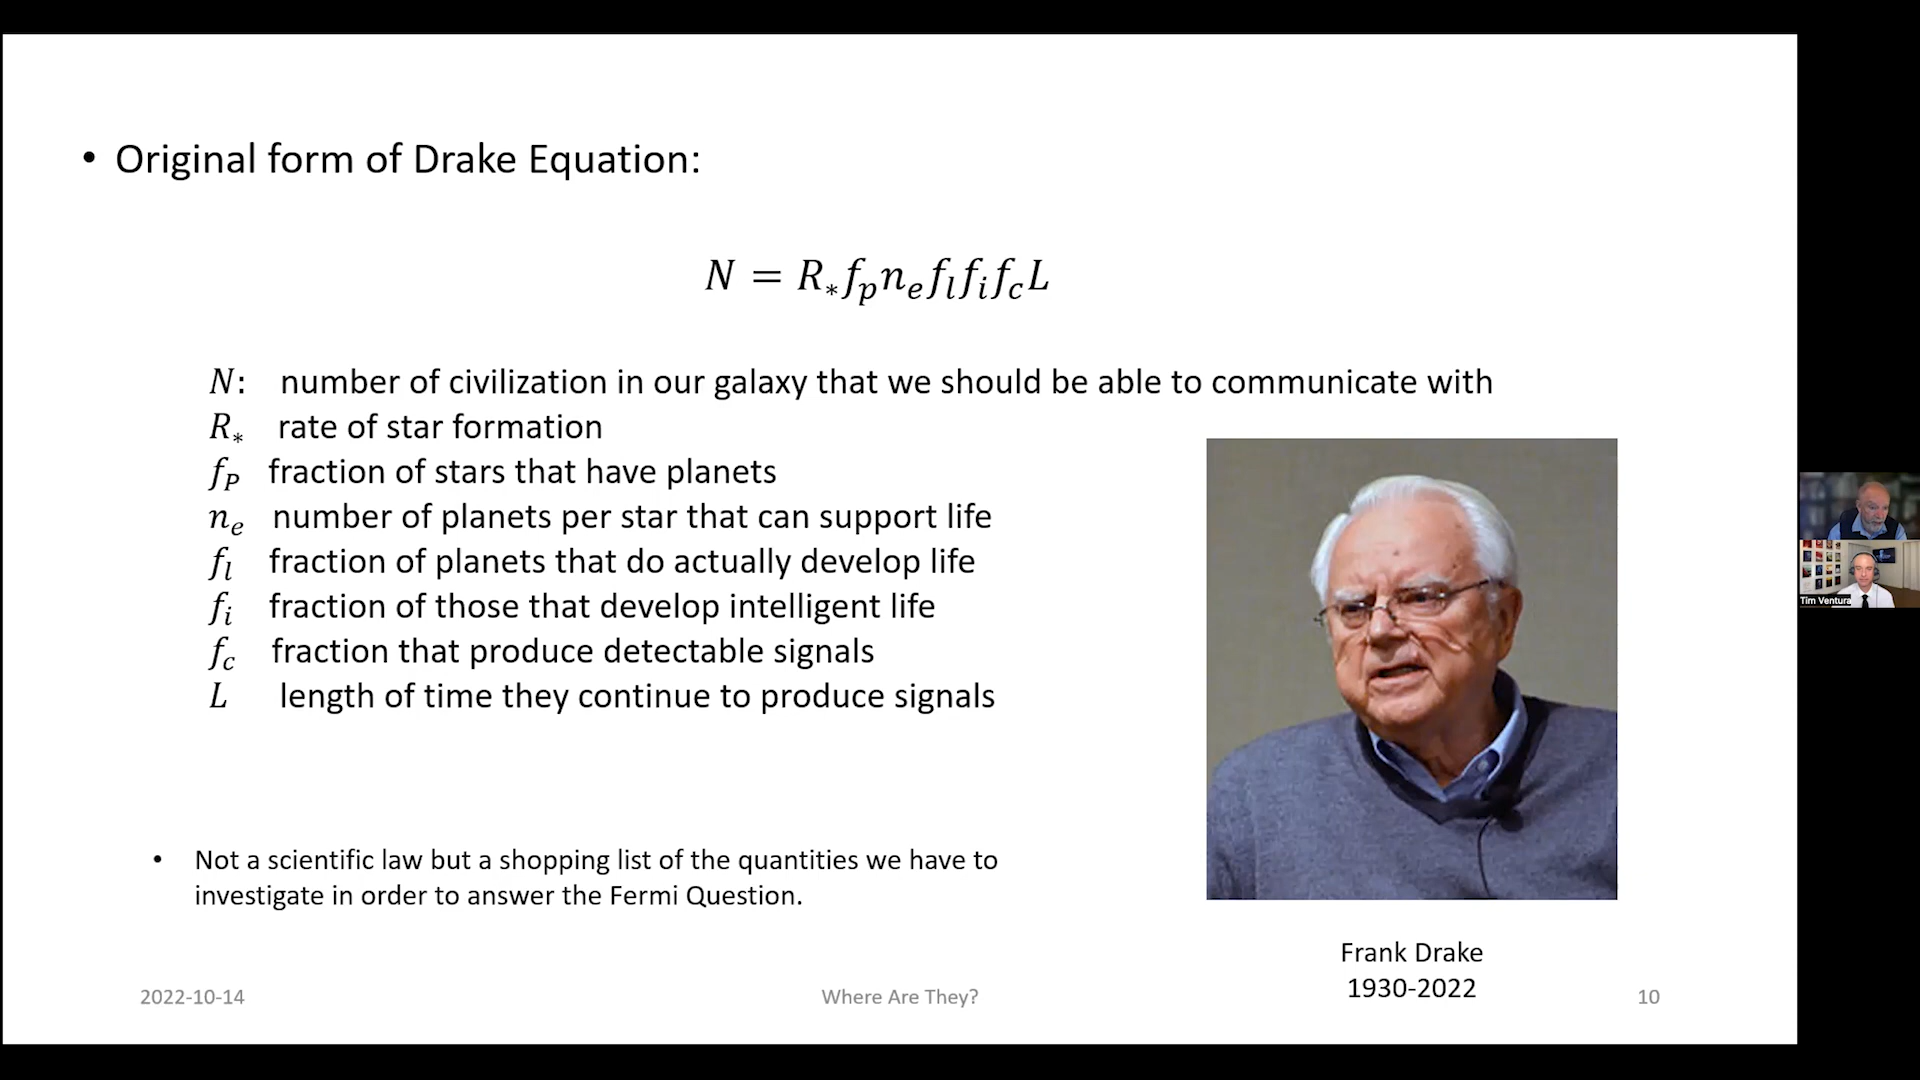 • Original form of Drake Equation:
N = R_* f_p n_e f_l f_i f_c L
N: number of civilization in our galaxy that we should be able to communicate with
R_* rate of star formation
f_P fraction of stars that have planets
n_e number of planets per star that can support life
f_l fraction of planets that do actually develop life
f_i fraction of those that develop intelligent life
f_c fraction that produce detectable signals
L length of time they continue to produce signals
• Not a scientific law but a shopping list of the quantities we have to
investigate in order to answer the Fermi Question.
Frank Drake
1930-2022
2022-10-14
Where Are They?
10
Tim Ventura